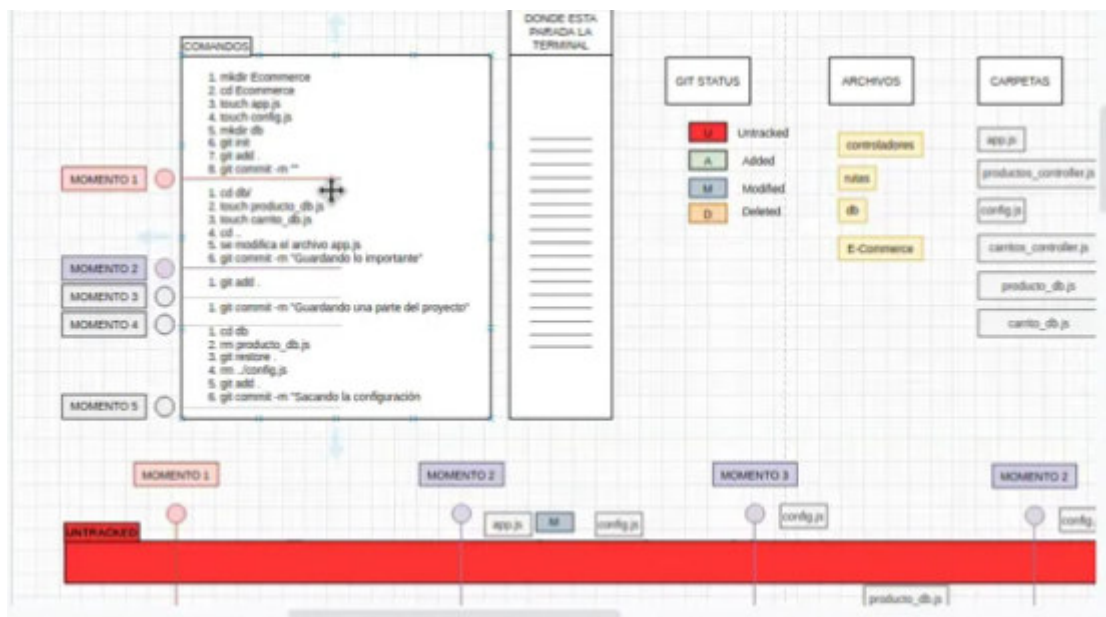 COMANDOS
1. mkdir Ecommerce
2. cd Ecommerce
3. touch app.js
4. touch config.js
5. mkdir db
6. git init
7. git add .
8. git commit -m ""
1. cd db/
2. touch producto_db.js
3. touch carrito_db.js
4. cd ..
5. se modifica el archivo app.js
6. git commit -m "Guardando lo importante"
1. git add .
1. git commit -m "Guardando una parte del proyecto"
1. cd db
2. rm producto_db.js
3. git restore .
4. rm ../config.js
5. git add .
6. git commit -m "Sacando la configuración
MOMENTO 1
MOMENTO 2
MOMENTO 3
MOMENTO 4
MOMENTO 5
DONDE ESTA
PARADA LA
TERMINAL
GIT STATUS
U Untracked
A Added
M Modified
D Deleted
ARCHIVOS
controladores
rutas
db
E-Commerce
CARPETAS
app.js
productos_controller.js
config.js
carritos_controller.js
producto_db.js
carrito_db.js
MOMENTO 1
MOMENTO 2
MOMENTO 3
MOMENTO 2
app.js
M
config.js
config.js
config.
UNTRACKED
producto_db.js